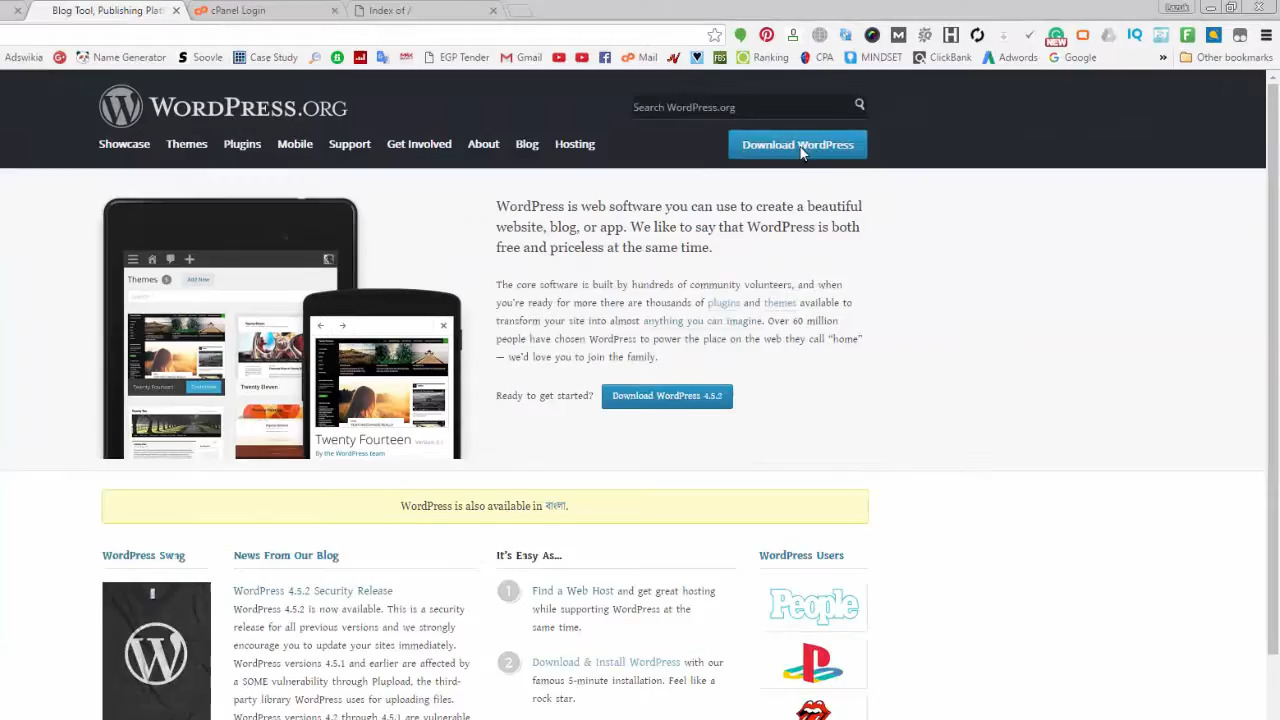 Blog Tool, Publishing Plat
cPanel Login
Index of /
Adswikia
Name Generator
Soovle
Case Study
EGP Tender
Gmail
Mail
Ranking
CPA
MINDSET
ClickBank
Adwords
Google
»
Other bookmarks
WORDPRESS.ORG
Search WordPress.org
Showcase
Themes
Plugins
Mobile
Support
Get Involved
About
Blog
Hosting
Download WordPress
WordPress is web software you can use to create a beautiful
website, blog, or app. We like to say that WordPress is both
free and priceless at the same time.
The core software is built by hundreds of community volunteers, and when
you're ready for more there are thousands of plugins and themes available to
transform your site into almost anything you can imagine. Over 60 million
people have chosen WordPress to power the place on the web they call “home”
— we'd love you to join the family.
Ready to get started?
Download WordPress 4.5.2
Themes
Add New
Twenty Fourteen
Customize
Twenty Eleven
Twenty Fourteen
By the WordPress team
WordPress is also available in বাংলা.
WordPress Swag
News From Our Blog
WordPress 4.5.2 Security Release
WordPress 4.5.2 is now available. This is a security
release for all previous versions and we strongly
encourage you to update your sites immediately.
WordPress versions 4.5.1 and earlier are affected by
a SOME vulnerability through Plupload, the third-
party library WordPress uses for uploading files.
WordPress versions 4.2 through 4.5.1 are vulnerable
It's Easy As...
1
Find a Web Host and get great hosting
while supporting WordPress at the
same time.
2
Download & Install WordPress with our
famous 5-minute installation. Feel like a
rock star.
WordPress Users
People